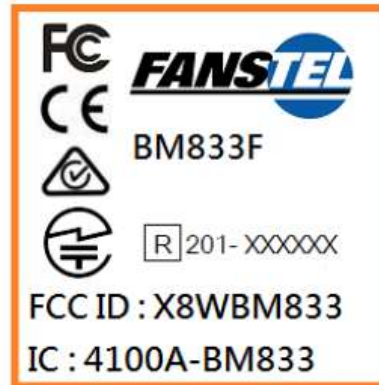 FC
FANSTEL
CE
BM833F
R 201- XXXXXX
FCC ID : X8WBM833
IC : 4100A-BM833